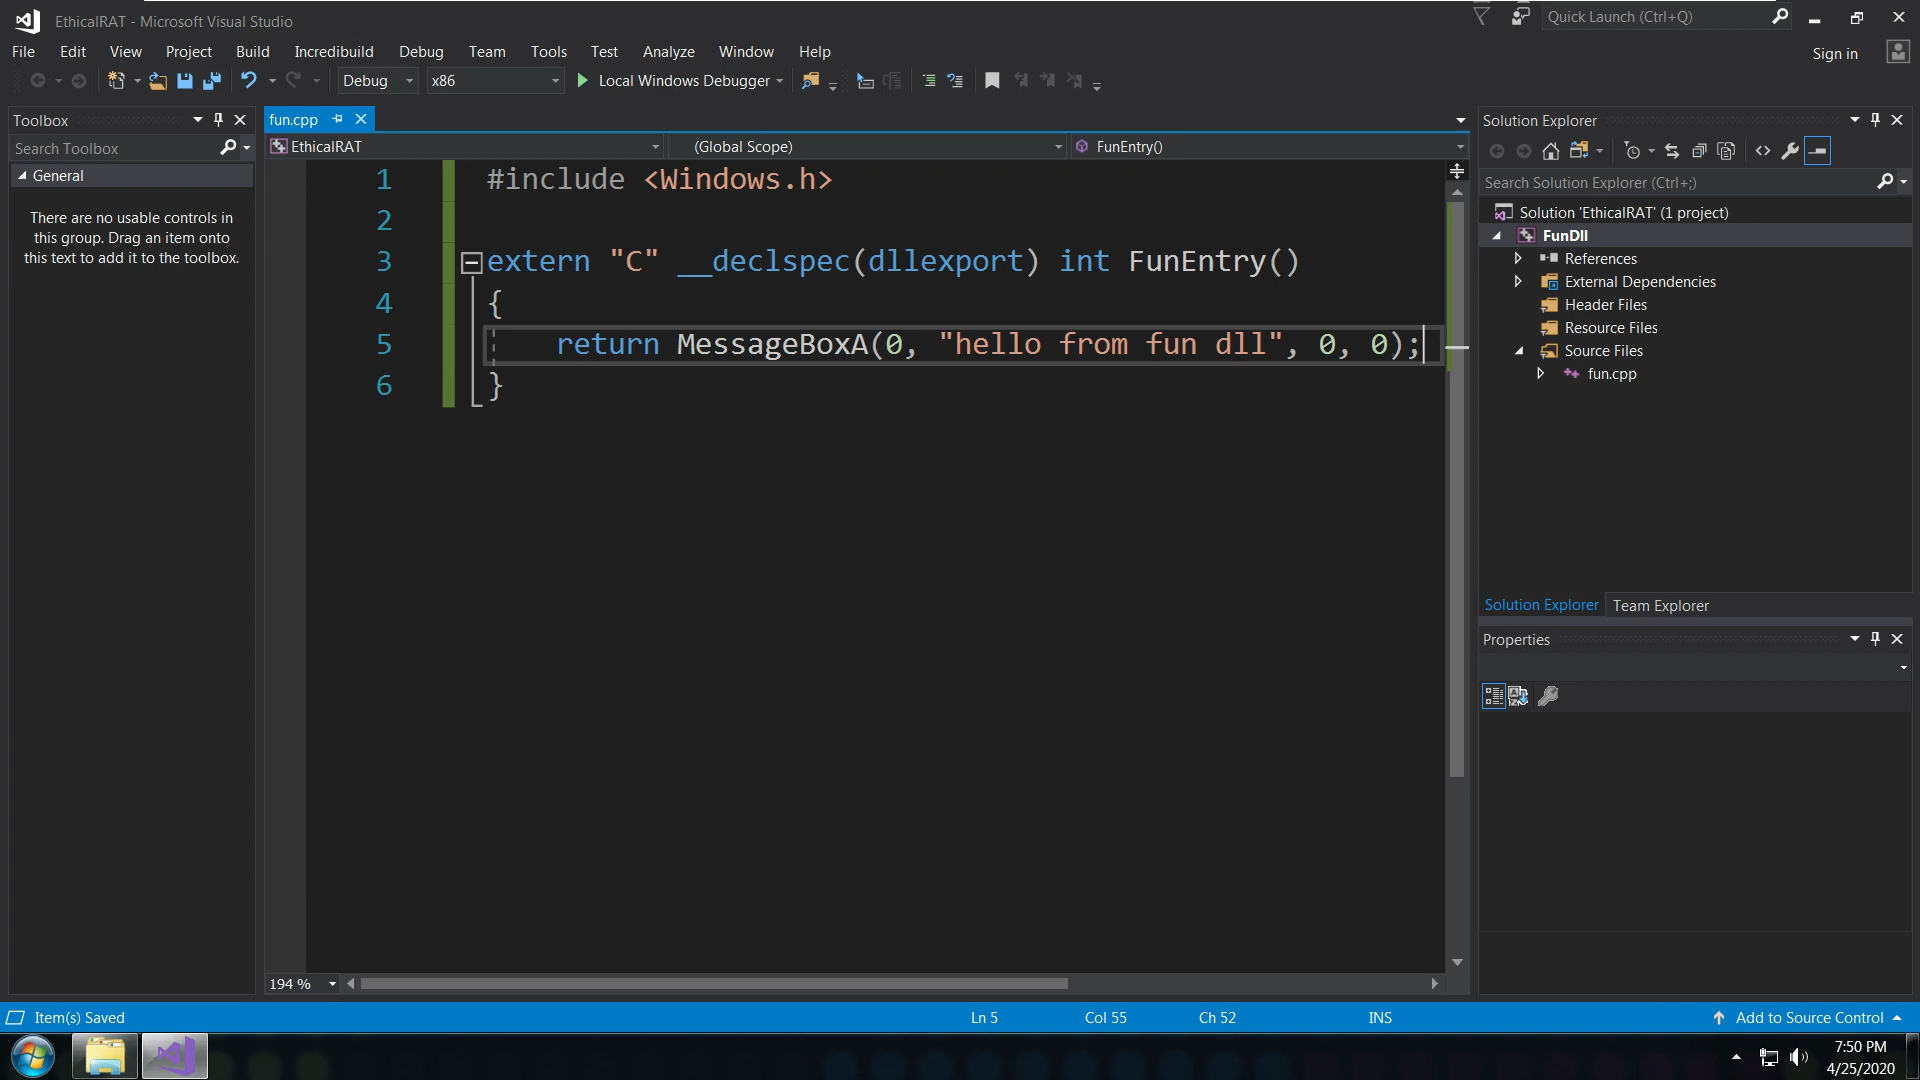 EthicalRAT - Microsoft Visual Studio
Quick Launch (Ctrl+Q)
File Edit View Project Build Incredibuild Debug Team Tools Test Analyze Window Help
Sign in
Debug x86 Local Windows Debugger
Toolbox
Search Toolbox
General
There are no usable controls in
this group. Drag an item onto
this text to add it to the toolbox.
fun.cpp
EthicalRAT (Global Scope) FunEntry()
1 #include <Windows.h>
2
3 extern "C" __declspec(dllexport) int FunEntry()
4 {
5 return MessageBoxA(0, "hello from fun dll", 0, 0);
6 }
194 %
Solution Explorer
Search Solution Explorer (Ctrl+;)
Solution 'EthicalRAT' (1 project)
FunDll
References
External Dependencies
Header Files
Resource Files
Source Files
fun.cpp
Solution Explorer Team Explorer
Properties
Item(s) Saved Ln 5 Col 55 Ch 52 INS Add to Source Control
7:50 PM
4/25/2020